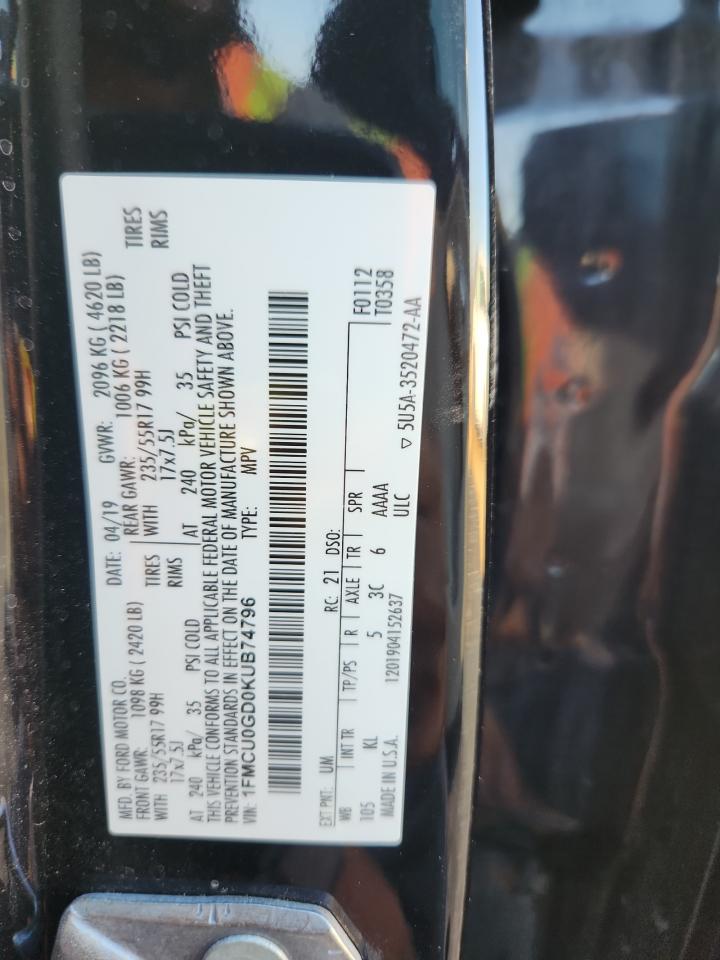 MFD. BY FORD MOTOR CO. DATE: 04/19 GVWR: 2096 KG ( 4620 LB)
FRONT GAWR: 1098 KG ( 2420 LB) REAR GAWR: 1006 KG ( 2218 LB)
WITH 235/55R17 99H TIRES WITH 235/55R17 99H TIRES
17x7.5J RIMS 17x7.5J RIMS
AT 240 kPa/ 35 PSI COLD AT 240 kPa/ 35 PSI COLD
THIS VEHICLE CONFORMS TO ALL APPLICABLE FEDERAL MOTOR VEHICLE SAFETY AND THEFT
PREVENTION STANDARDS IN EFFECT ON THE DATE OF MANUFACTURE SHOWN ABOVE.
VIN: 1FMCU0GD0KUB74796 TYPE: MPV
EXT PNT: UM RC: 21 DSO: F0112
WB INT TR TP/PS R AXLE TR SPR T0358
105 KL 5 3C 6 AAAA
MADE IN U.S.A. 1201904152637 ULC ▽ 5U5A-3520472-AA